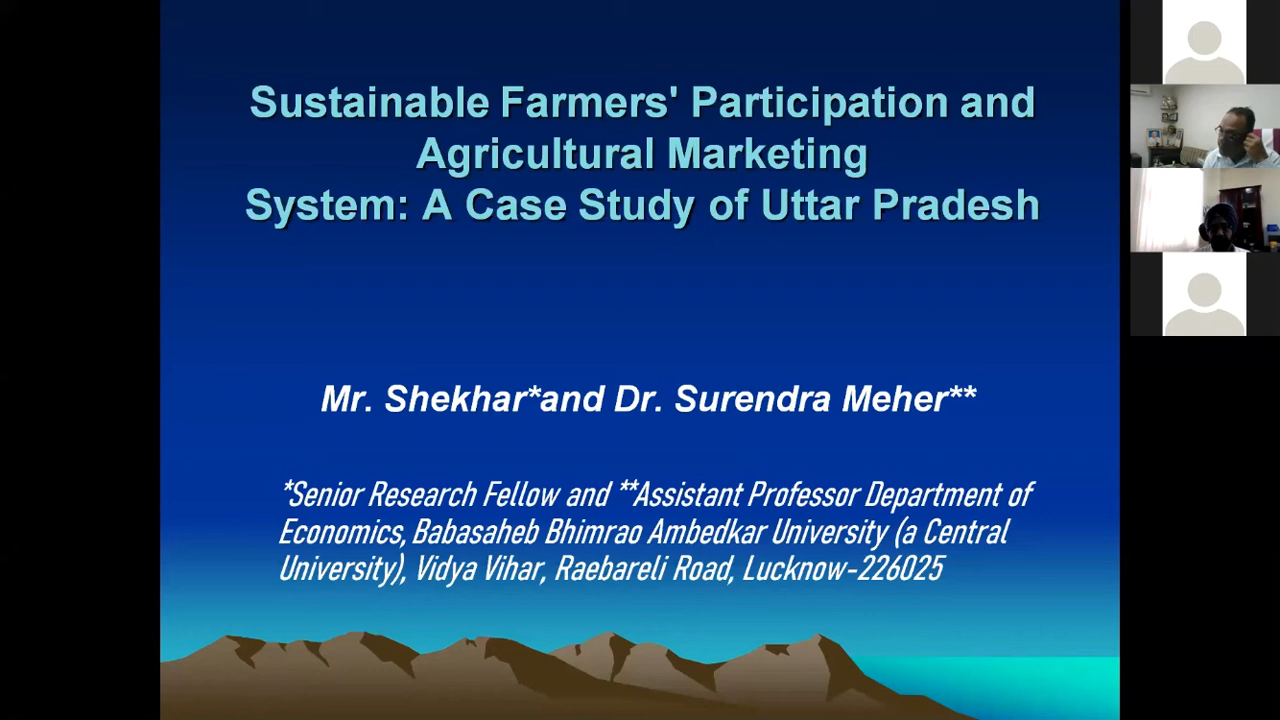 Sustainable Farmers' Participation and
Agricultural Marketing
System: A Case Study of Uttar Pradesh
Mr. Shekhar*and Dr. Surendra Meher**
*Senior Research Fellow and **Assistant Professor Department of
Economics, Babasaheb Bhimrao Ambedkar University (a Central
University), Vidya Vihar, Raebareli Road, Lucknow-226025